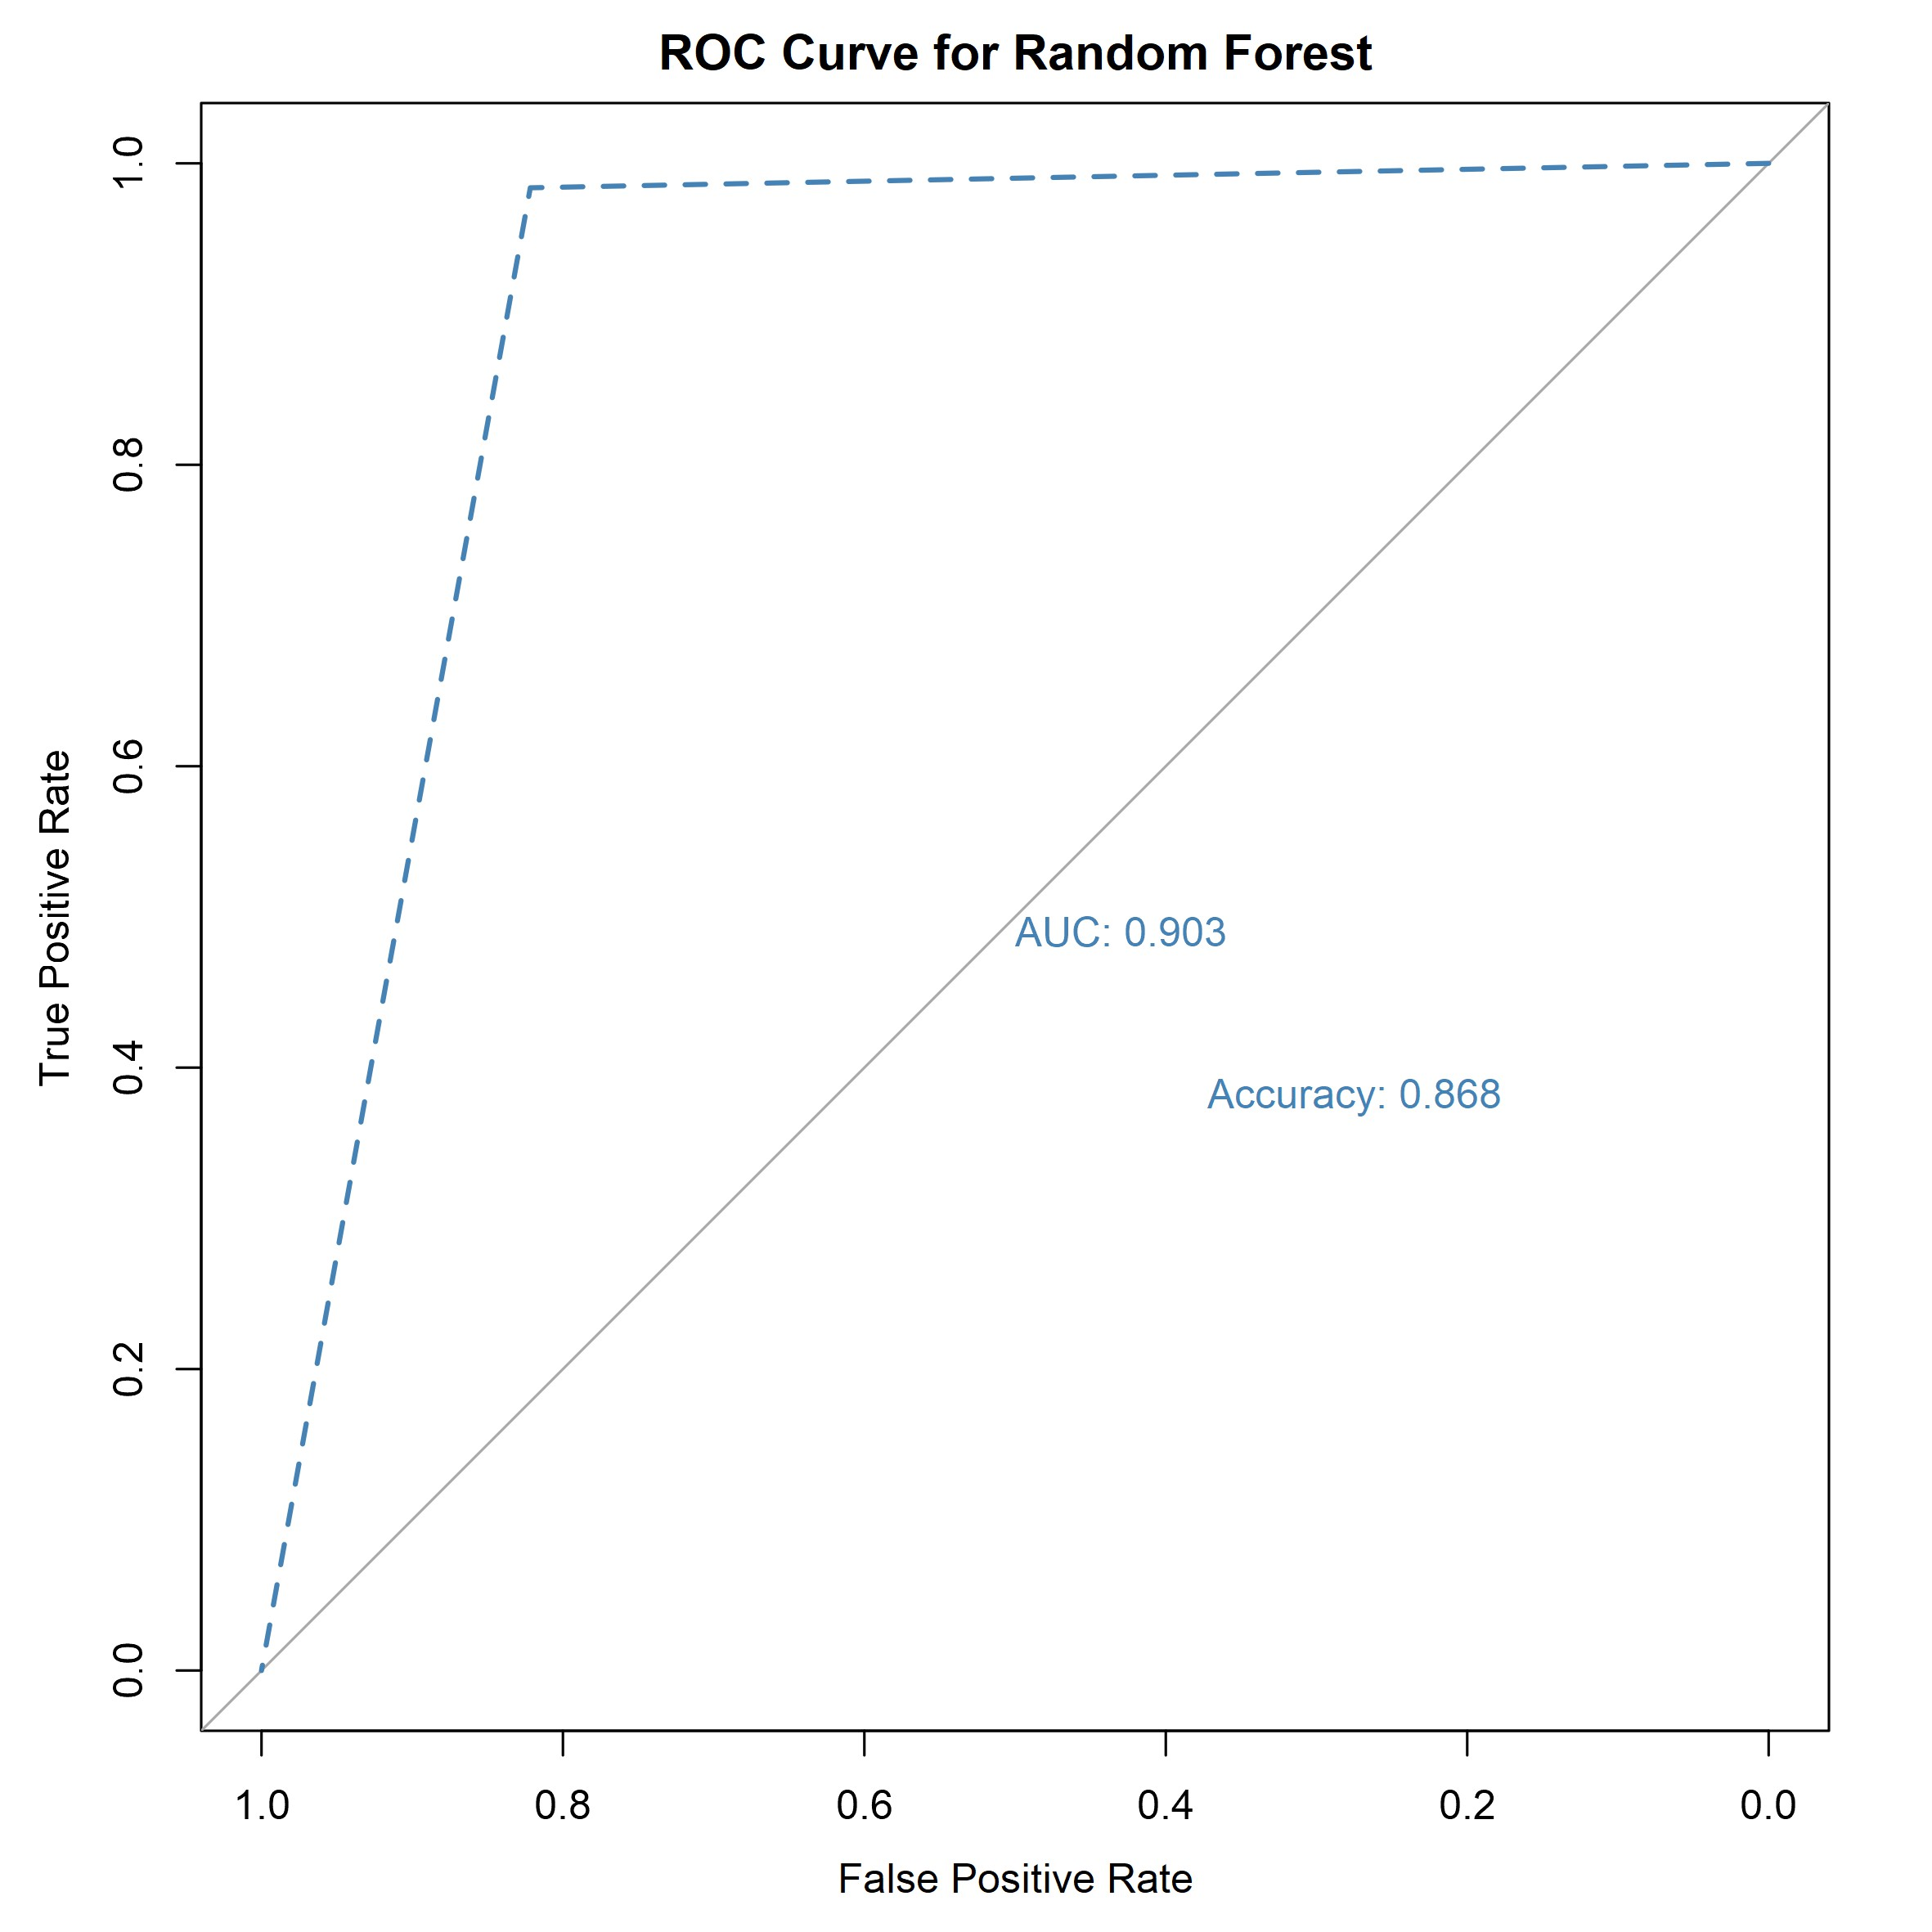 ROC Curve for Random Forest
True Positive Rate
1.0
0.8
0.6
0.4
0.2
0.0
AUC: 0.903
Accuracy: 0.868
1.0 0.8 0.6 0.4 0.2 0.0
False Positive Rate